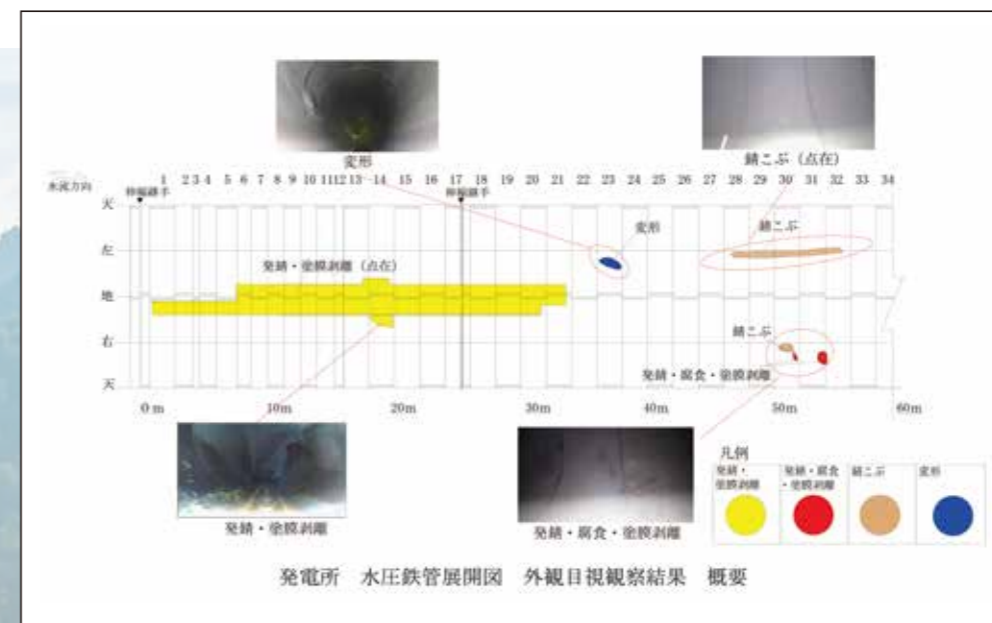 変形
錆こぶ（点在）
水流方向
1 2 3 4 5 6 7 8 9 10 11 12 13 14 15 16 17 18 19 20 21 22 23 24 25 26 27 28 29 30 31 32 33 34
伸縮継手
伸縮継手
天
左
地
右
天
発錆・塗膜剥離（点在）
変形
錆こぶ
錆こぶ
発錆・腐食・塗膜剥離
0 m 10m 20m 30m 40m 50m 60m
発錆・塗膜剥離
発錆・腐食・塗膜剥離
凡例
発錆・
塗膜剥離
発錆・腐食
・塗膜剥離
錆こぶ
変形
発電所 水圧鉄管展開図 外観目視観察結果 概要